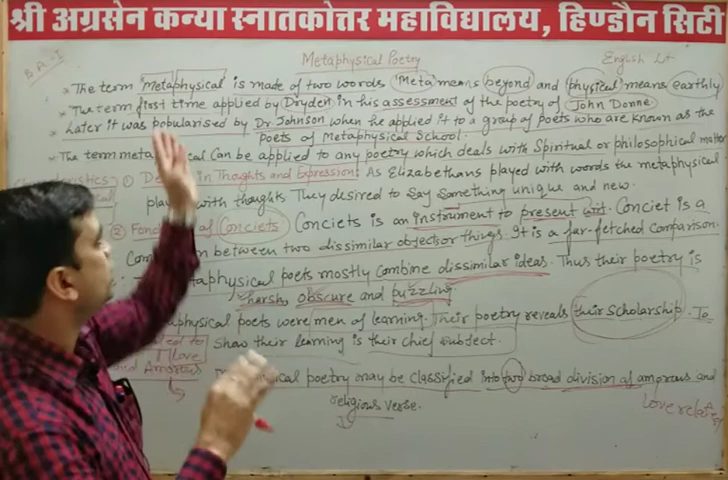 श्री अग्रसेन कन्या स्नातकोत्तर महाविद्यालय, हिण्डौन सिटी
B.A-I
Metaphysical Poetry
English Lit
* The term "Metaphysical is made of two words 'Meta' means beyond and 'physical' means earthly
* The term first time applied by Dryden in his assessment of the poetry of John Donne
* Later it was popularised by Dr Johnson when he applied it to a group of poets who are known as the
Poets of Metaphysical School.
* The term metaphysical can be applied to any poetry which deals with Spiritual or philosophical matter
① in Thoughts and Expression: As Elizabethans played with words the metaphysical
with thoughts They desired to say something unique and new.
② of Conciets Conciets is an instrument to present wit. Conciet is a
between two dissimilar objects or things. It is a far-fetched comparison.
poets mostly combine dissimilar ideas. Thus their poetry is
harsh, obscure and puzzling.
poets were men of learning. Their poetry reveals their Scholarship. To
show their learning is their chief subject.
I love
and Amorous
poetry may be classified into two broad division of amorous and
religious verse.